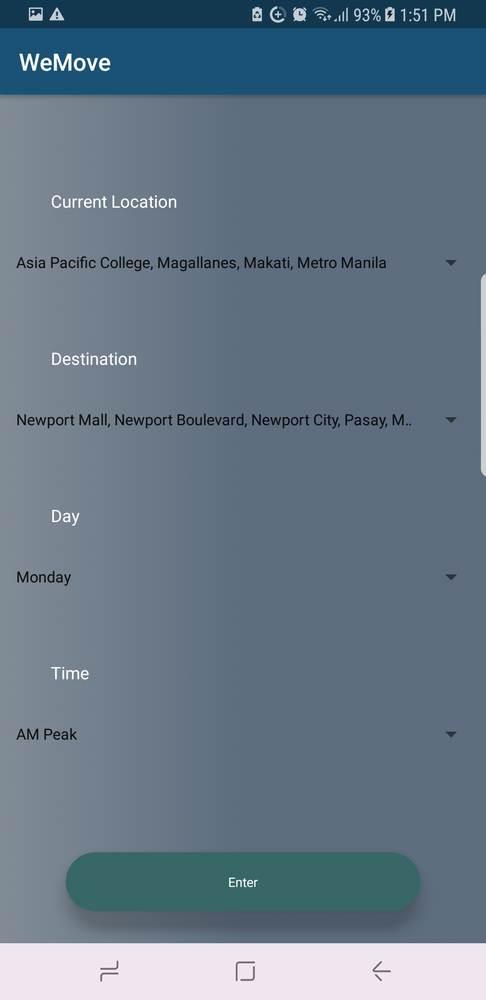 93% 1:51 PM
WeMove
Current Location
Asia Pacific College, Magallanes, Makati, Metro Manila
Destination
Newport Mall, Newport Boulevard, Newport City, Pasay, M..
Day
Monday
Time
AM Peak
Enter